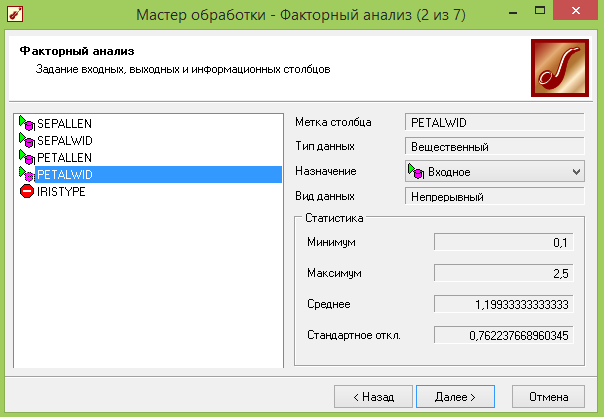 Мастер обработки - Факторный анализ (2 из 7)
Факторный анализ
Задание входных, выходных и информационных столбцов
SEPALLEN
SEPALWID
PETALLEN
PETALWID
IRISTYPE
Метка столбца PETALWID
Тип данных Вещественный
Назначение Входное
Вид данных Непрерывный
Статистика
Минимум 0,1
Максимум 2,5
Среднее 1,19933333333333
Стандартное откл. 0,762237668960345
< Назад Далее > Отмена